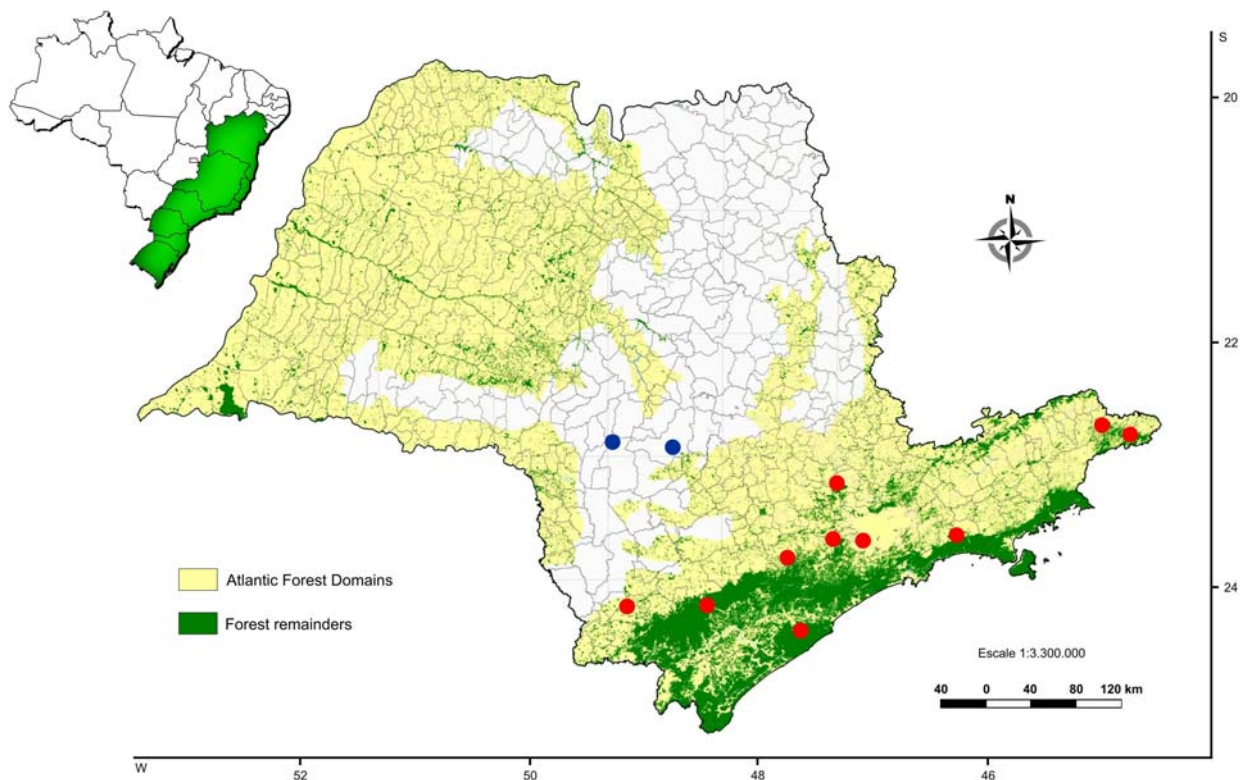 S
20
N
22
Atlantic Forest Domains
Forest remainders
24
Escale 1:3.300.000
40 0 40 80 120 km
W
52 50 48 46